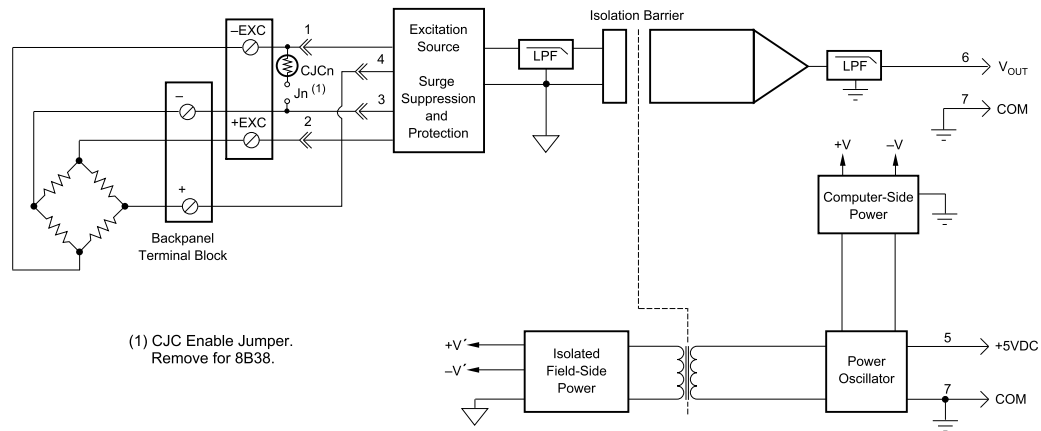 Isolation Barrier
–EXC
1
Excitation
Source
Surge
Suppression
and
Protection
4
CJCn
Jn (1)
3
–
+EXC
2
+
Backpanel
Terminal Block
LPF
LPF
6
VOUT
7
COM
+V
–V
Computer-Side
Power
(1) CJC Enable Jumper.
Remove for 8B38.
+V´
–V´
Isolated
Field-Side
Power
Power
Oscillator
5
+5VDC
7
COM